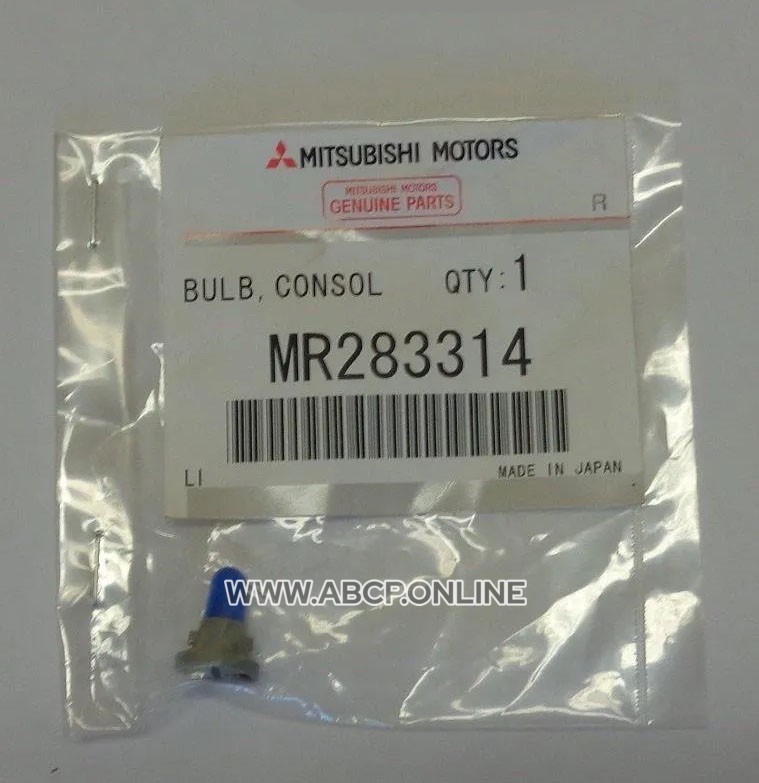 MITSUBISHI MOTORS
MITSUBISHI MOTORS
GENUINE PARTS
R
BULB, CONSOL QTY: 1
MR283314
LI MADE IN JAPAN
WWW.ABCP.ONLINE